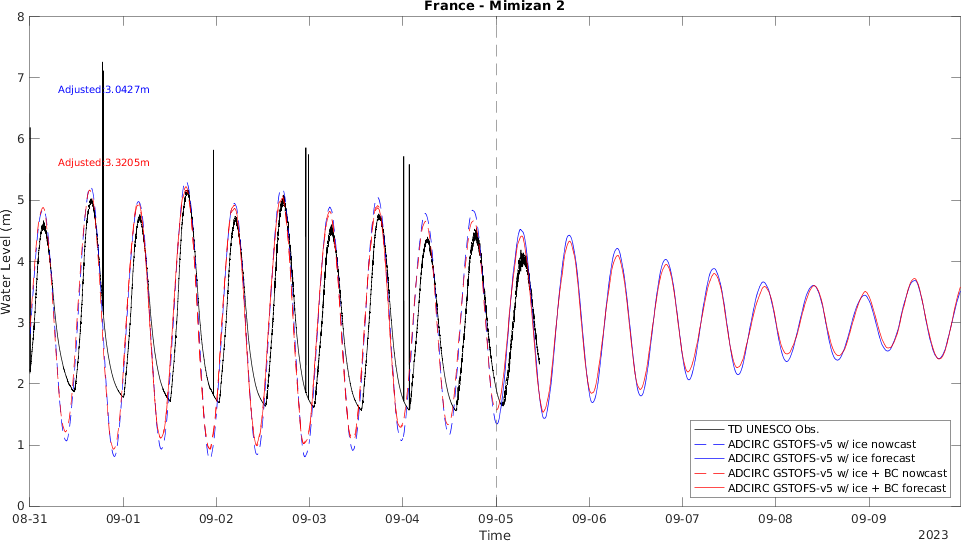 France - Mimizan 2
8
7
6
5
4
3
2
1
0
Water Level (m)
Adjusted 3.0427m
Adjusted 3.3205m
TD UNESCO Obs.
ADCIRC GSTOFS-v5 w/ ice nowcast
ADCIRC GSTOFS-v5 w/ ice forecast
ADCIRC GSTOFS-v5 w/ ice + BC nowcast
ADCIRC GSTOFS-v5 w/ ice + BC forecast
08-31 09-01 09-02 09-03 09-04 09-05 09-06 09-07 09-08 09-09
Time
2023